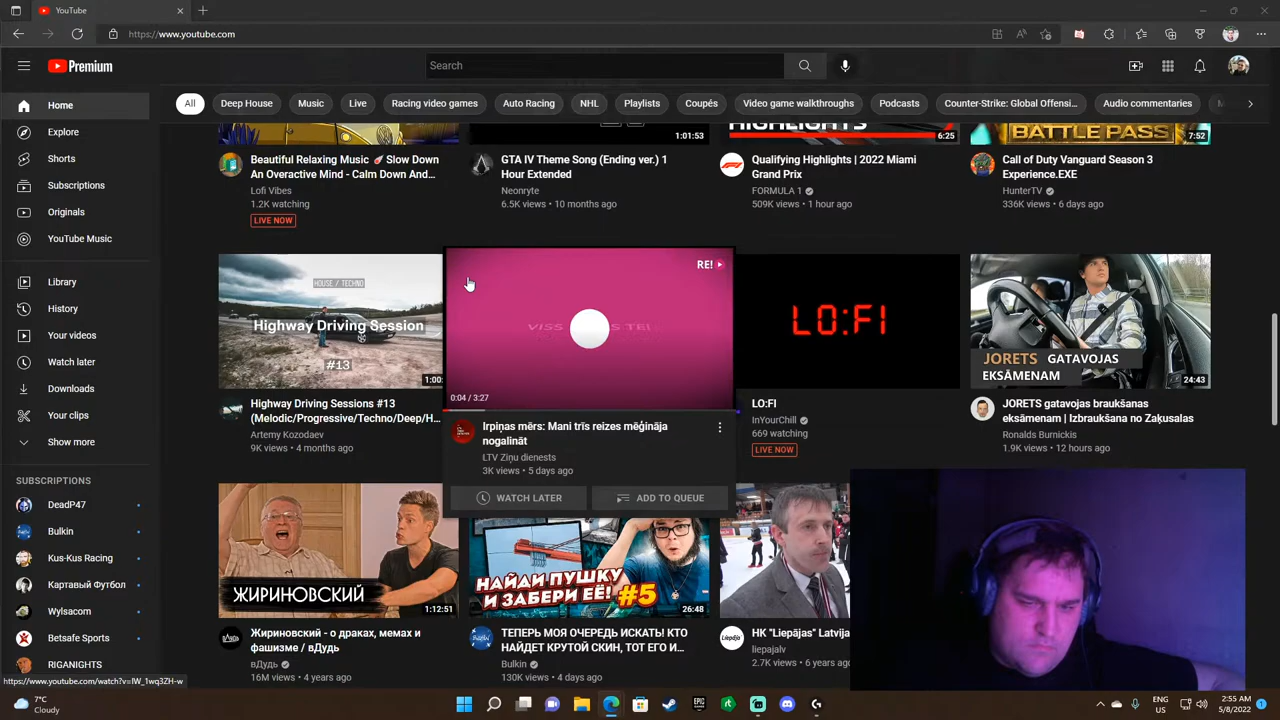 YouTube
https://www.youtube.com
Premium
Search
All
Deep House
Music
Live
Racing video games
Auto Racing
NHL
Playlists
Coupés
Video game walkthroughs
Podcasts
Counter-Strike: Global Offensi...
Audio commentaries
Home
Explore
Shorts
Subscriptions
Originals
YouTube Music
Library
History
Your videos
Watch later
Downloads
Your clips
Show more
SUBSCRIPTIONS
DeadP47
Bulkin
Kus-Kus Racing
Картавый Футбол
Wylsacom
Betsafe Sports
RIGANIGHTS
Beautiful Relaxing Music 🚀 Slow Down
An Overactive Mind - Calm Down And...
Lofi Vibes
1.2K watching
LIVE NOW
1:01:53
GTA IV Theme Song (Ending ver.) 1
Hour Extended
Neonryte
6.5K views • 10 months ago
HIGHLIGHTS
6:25
Qualifying Highlights | 2022 Miami
Grand Prix
FORMULA 1
509K views • 1 hour ago
BATTLE PASS
7:52
Call of Duty Vanguard Season 3
Experience.EXE
HunterTV
336K views • 6 days ago
HOUSE / TECHNO
Highway Driving Session
#13
1:00:
Highway Driving Sessions #13
(Melodic/Progressive/Techno/Deep/H...
Artemy Kozodaev
9K views • 4 months ago
RE!
0:04 / 3:27
Irpiņas mērs: Mani trīs reizes mēģināja
nogalināt
LTV Ziņu dienests
3K views • 5 days ago
WATCH LATER
ADD TO QUEUE
LO:FI
LO:FI
InYourChill
669 watching
LIVE NOW
JORETS GATAVOJAS
EKSĀMENAM
24:43
JORETS gatavojas braukšanas
eksāmenam | Izbraukšana no Zaķusalas
Ronalds Burnickis
1.9K views • 12 hours ago
ЖИРИНОВСКИЙ
1:12:51
Жириновский - о драках, мемах и
фашизме / вДудь
вДудь
16M views • 4 years ago
НАЙДИ ПУШКУ
И ЗАБЕРИ ЕЁ! #5
26:48
ТЕПЕРЬ МОЯ ОЧЕРЕДЬ ИСКАТЬ! КТО
НАЙДЕТ КРУТОЙ СКИН, ТОТ ЕГО И...
Bulkin
130K views • 4 days ago
HK "Liepājas" Latvija
liepajalv
2.7K views • 6 years ag
https://www.youtube.com/watch?v=IW_1wq3ZH-w
7°C
Cloudy
ENG
US
2:55 AM
5/8/2022